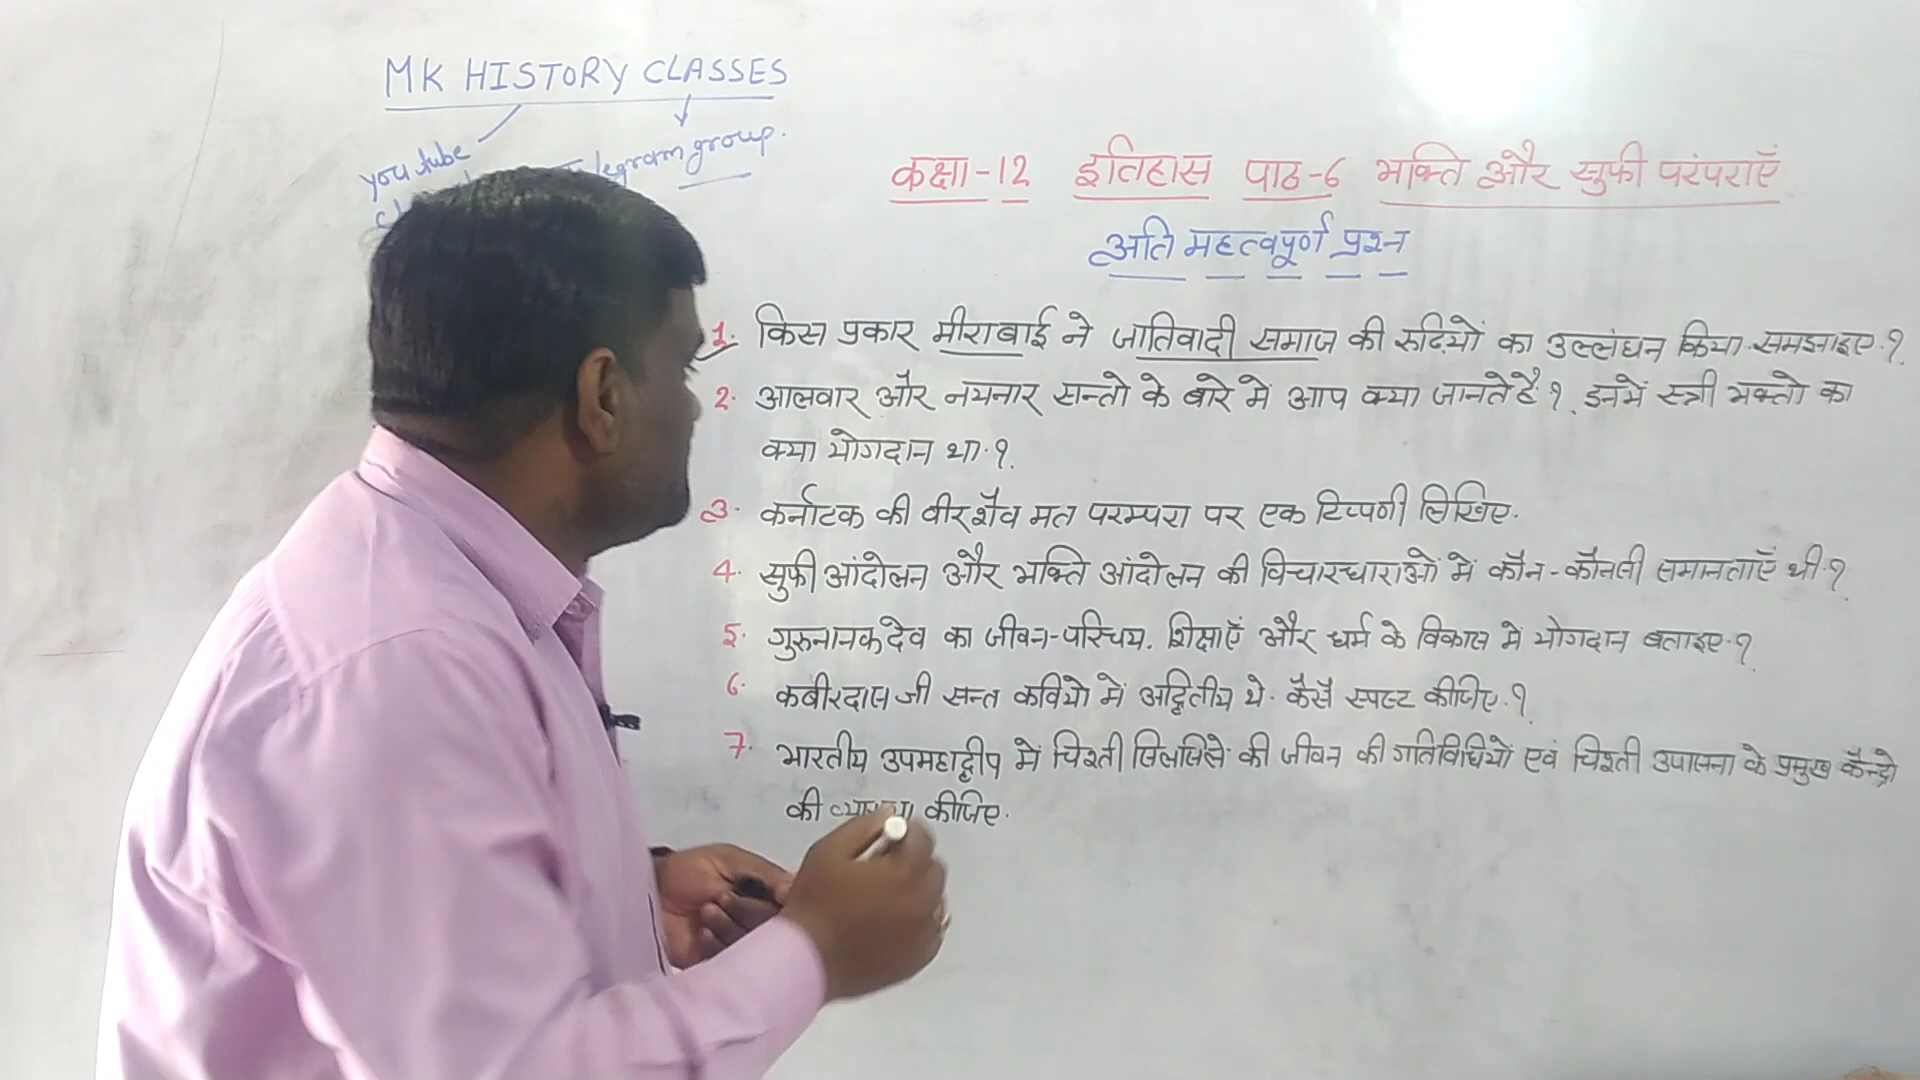 MK HISTORY CLASSES
you tube
group.
कक्षा-12 इतिहास पाठ-6 भक्ति और सुफी परंपराएँ
अति महत्वपूर्ण प्रश्न
1. किस प्रकार मीराबाई ने जातिवादी समाज की रूढियों का उल्लंघन किया.समझाइए.?
2. आलवार और नयनार सन्तो के बारे में आप क्या जानते हैं?. इनमें स्त्री भक्तो का
क्या योगदान था.?
3. कर्नाटक की वीरशैव मत परम्परा पर एक टिप्पणी लिखिए.
4. सुफी आंदोलन और भक्ति आंदोलन की विचारधाराओं में कौन-कौनसी समानताएँ थी.?
5. गुरुनानक देव का जीवन-परिचय. शिक्षाएँ और धर्म के विकास में योगदान बताइए.?
6. कबीरदास जी सन्त कवियो में अद्वितीय थे. कैसे स्पष्ट कीजिए.?
7. भारतीय उपमहाद्वीप में चिश्ती सिलसिले की जीवन की गतिविधियों एवं चिश्ती उपासना के प्रमुख केन्द्रो
की कीजिए.